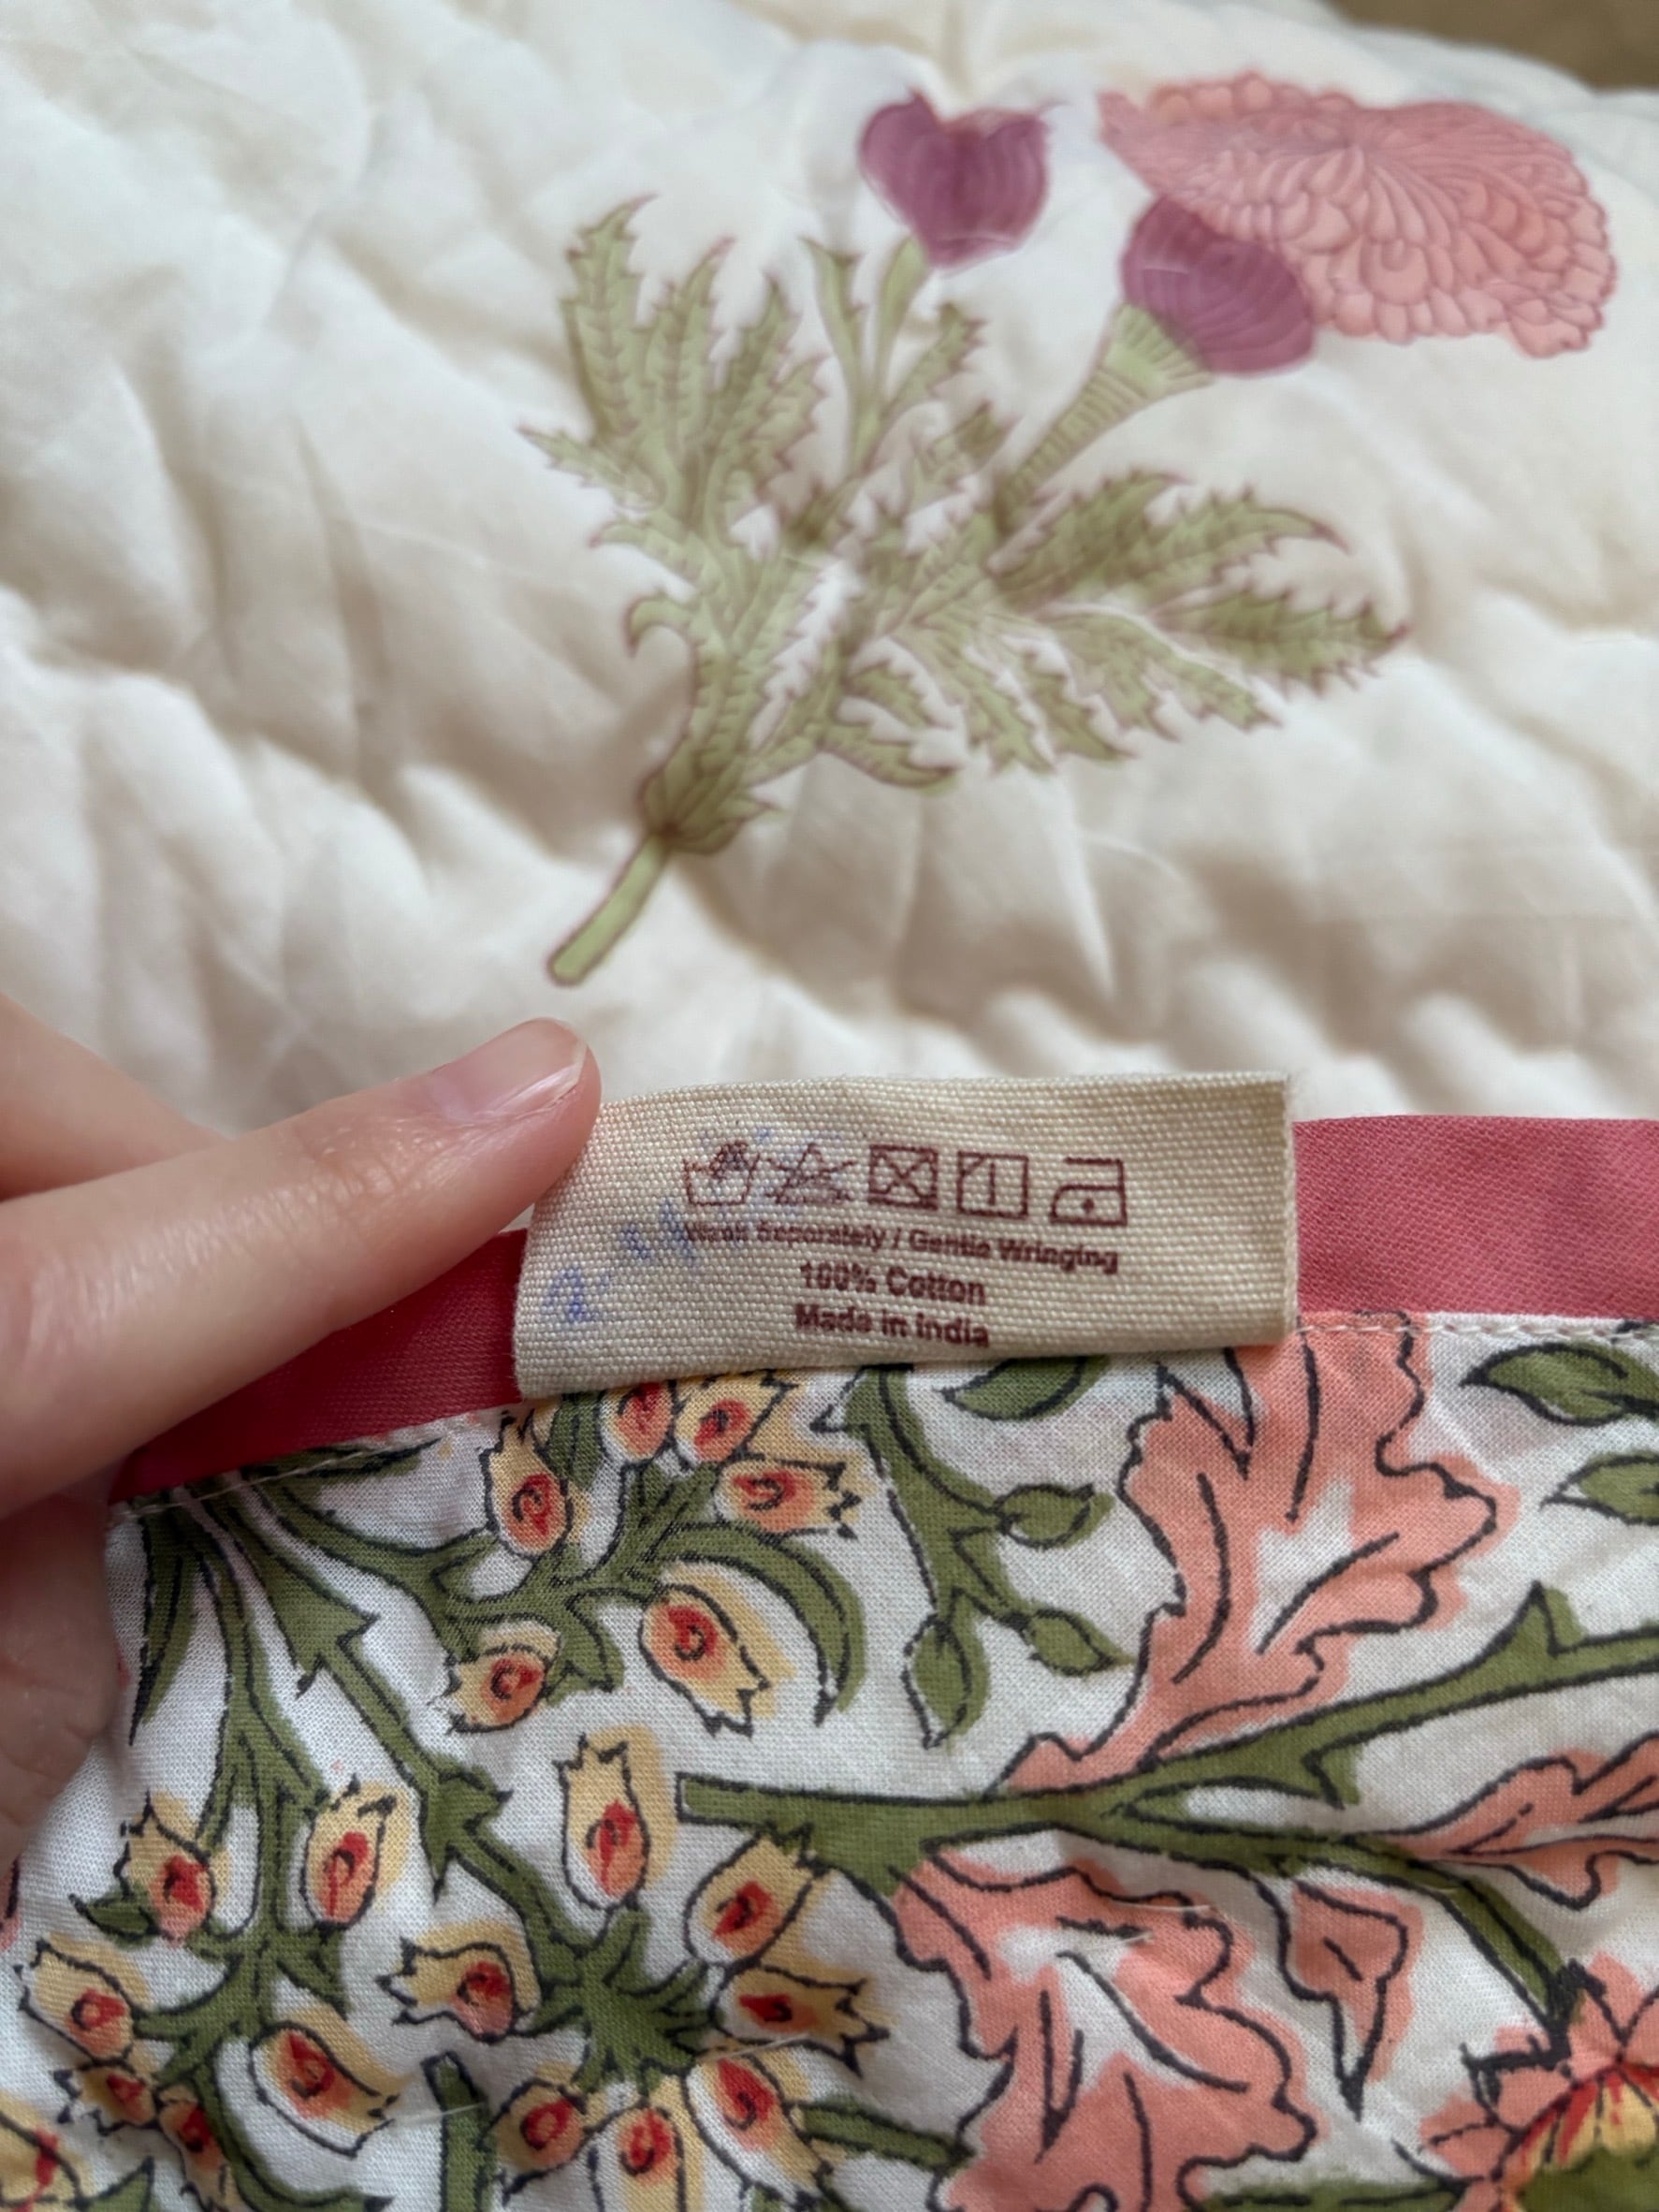 Wash Separately / Gentle Wringing
100% Cotton
Made in India